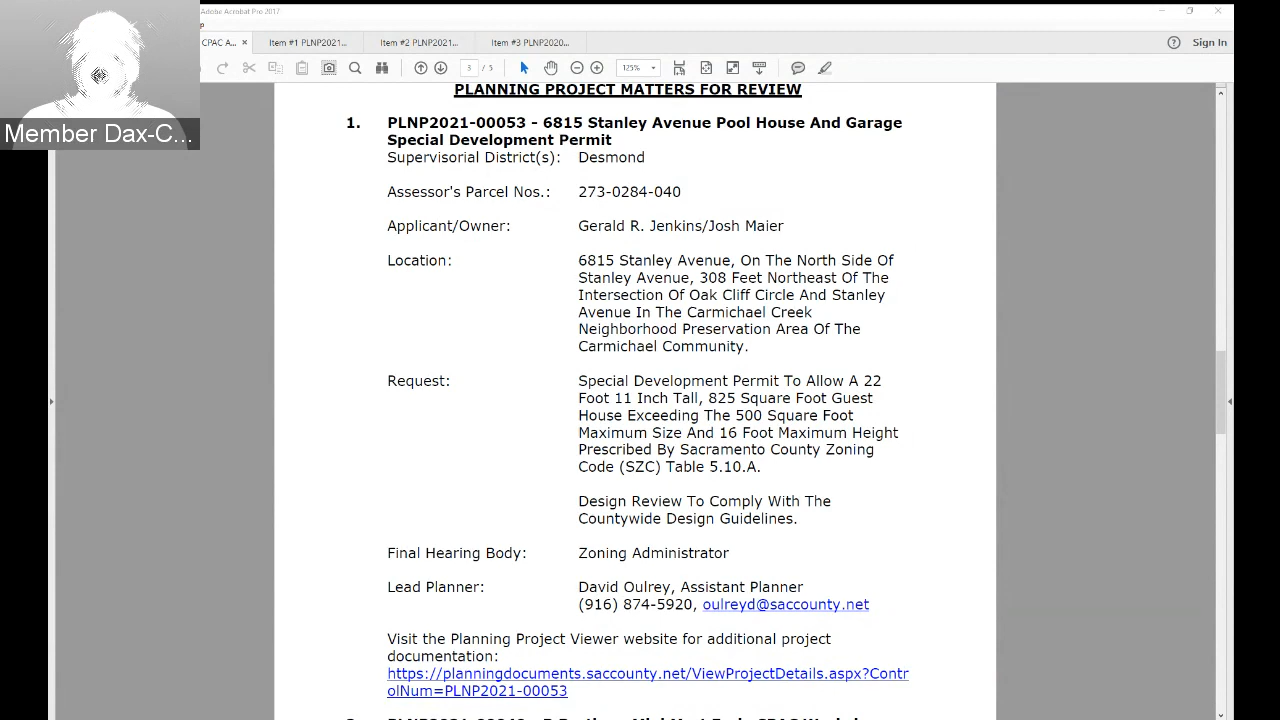 Adobe Acrobat Pro 2017
CPAC A... × Item #1 PLNP2021... Item #2 PLNP2021... Item #3 PLNP2020... Sign In
3 / 5 125%
Member Dax-C...
PLANNING PROJECT MATTERS FOR REVIEW
1. PLNP2021-00053 - 6815 Stanley Avenue Pool House And Garage
Special Development Permit
Supervisorial District(s): Desmond
Assessor's Parcel Nos.: 273-0284-040
Applicant/Owner: Gerald R. Jenkins/Josh Maier
Location: 6815 Stanley Avenue, On The North Side Of
Stanley Avenue, 308 Feet Northeast Of The
Intersection Of Oak Cliff Circle And Stanley
Avenue In The Carmichael Creek
Neighborhood Preservation Area Of The
Carmichael Community.
Request: Special Development Permit To Allow A 22
Foot 11 Inch Tall, 825 Square Foot Guest
House Exceeding The 500 Square Foot
Maximum Size And 16 Foot Maximum Height
Prescribed By Sacramento County Zoning
Code (SZC) Table 5.10.A.
Design Review To Comply With The
Countywide Design Guidelines.
Final Hearing Body: Zoning Administrator
Lead Planner: David Oulrey, Assistant Planner
(916) 874-5920, oulreyd@saccounty.net
Visit the Planning Project Viewer website for additional project
documentation:
https://planningdocuments.saccounty.net/ViewProjectDetails.aspx?Contr
olNum=PLNP2021-00053